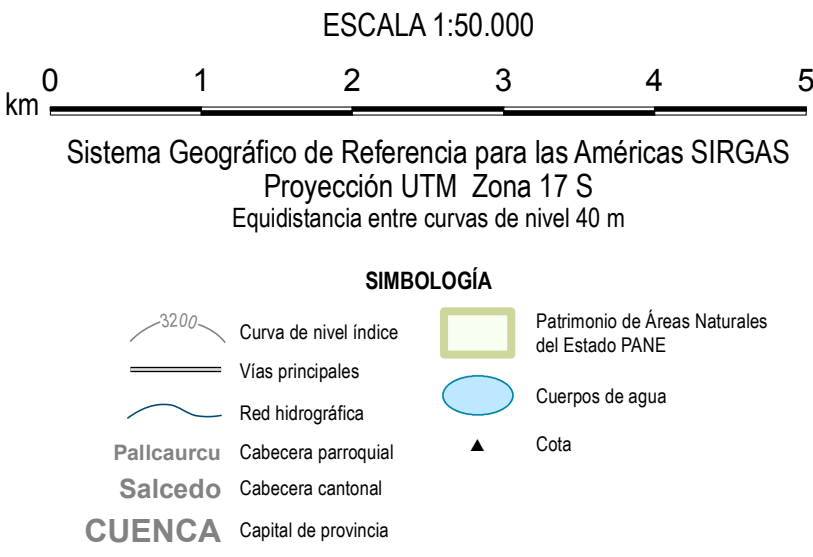 ESCALA 1:50.000
0 1 2 3 4 5
km
Sistema Geográfico de Referencia para las Américas SIRGAS
Proyección UTM Zona 17 S
Equidistancia entre curvas de nivel 40 m
SIMBOLOGÍA
3200 Curva de nivel índice
Vías principales
Red hidrográfica
Pallcaurcu Cabecera parroquial
Salcedo Cabecera cantonal
CUENCA Capital de provincia
Patrimonio de Áreas Naturales
del Estado PANE
Cuerpos de agua
Cota